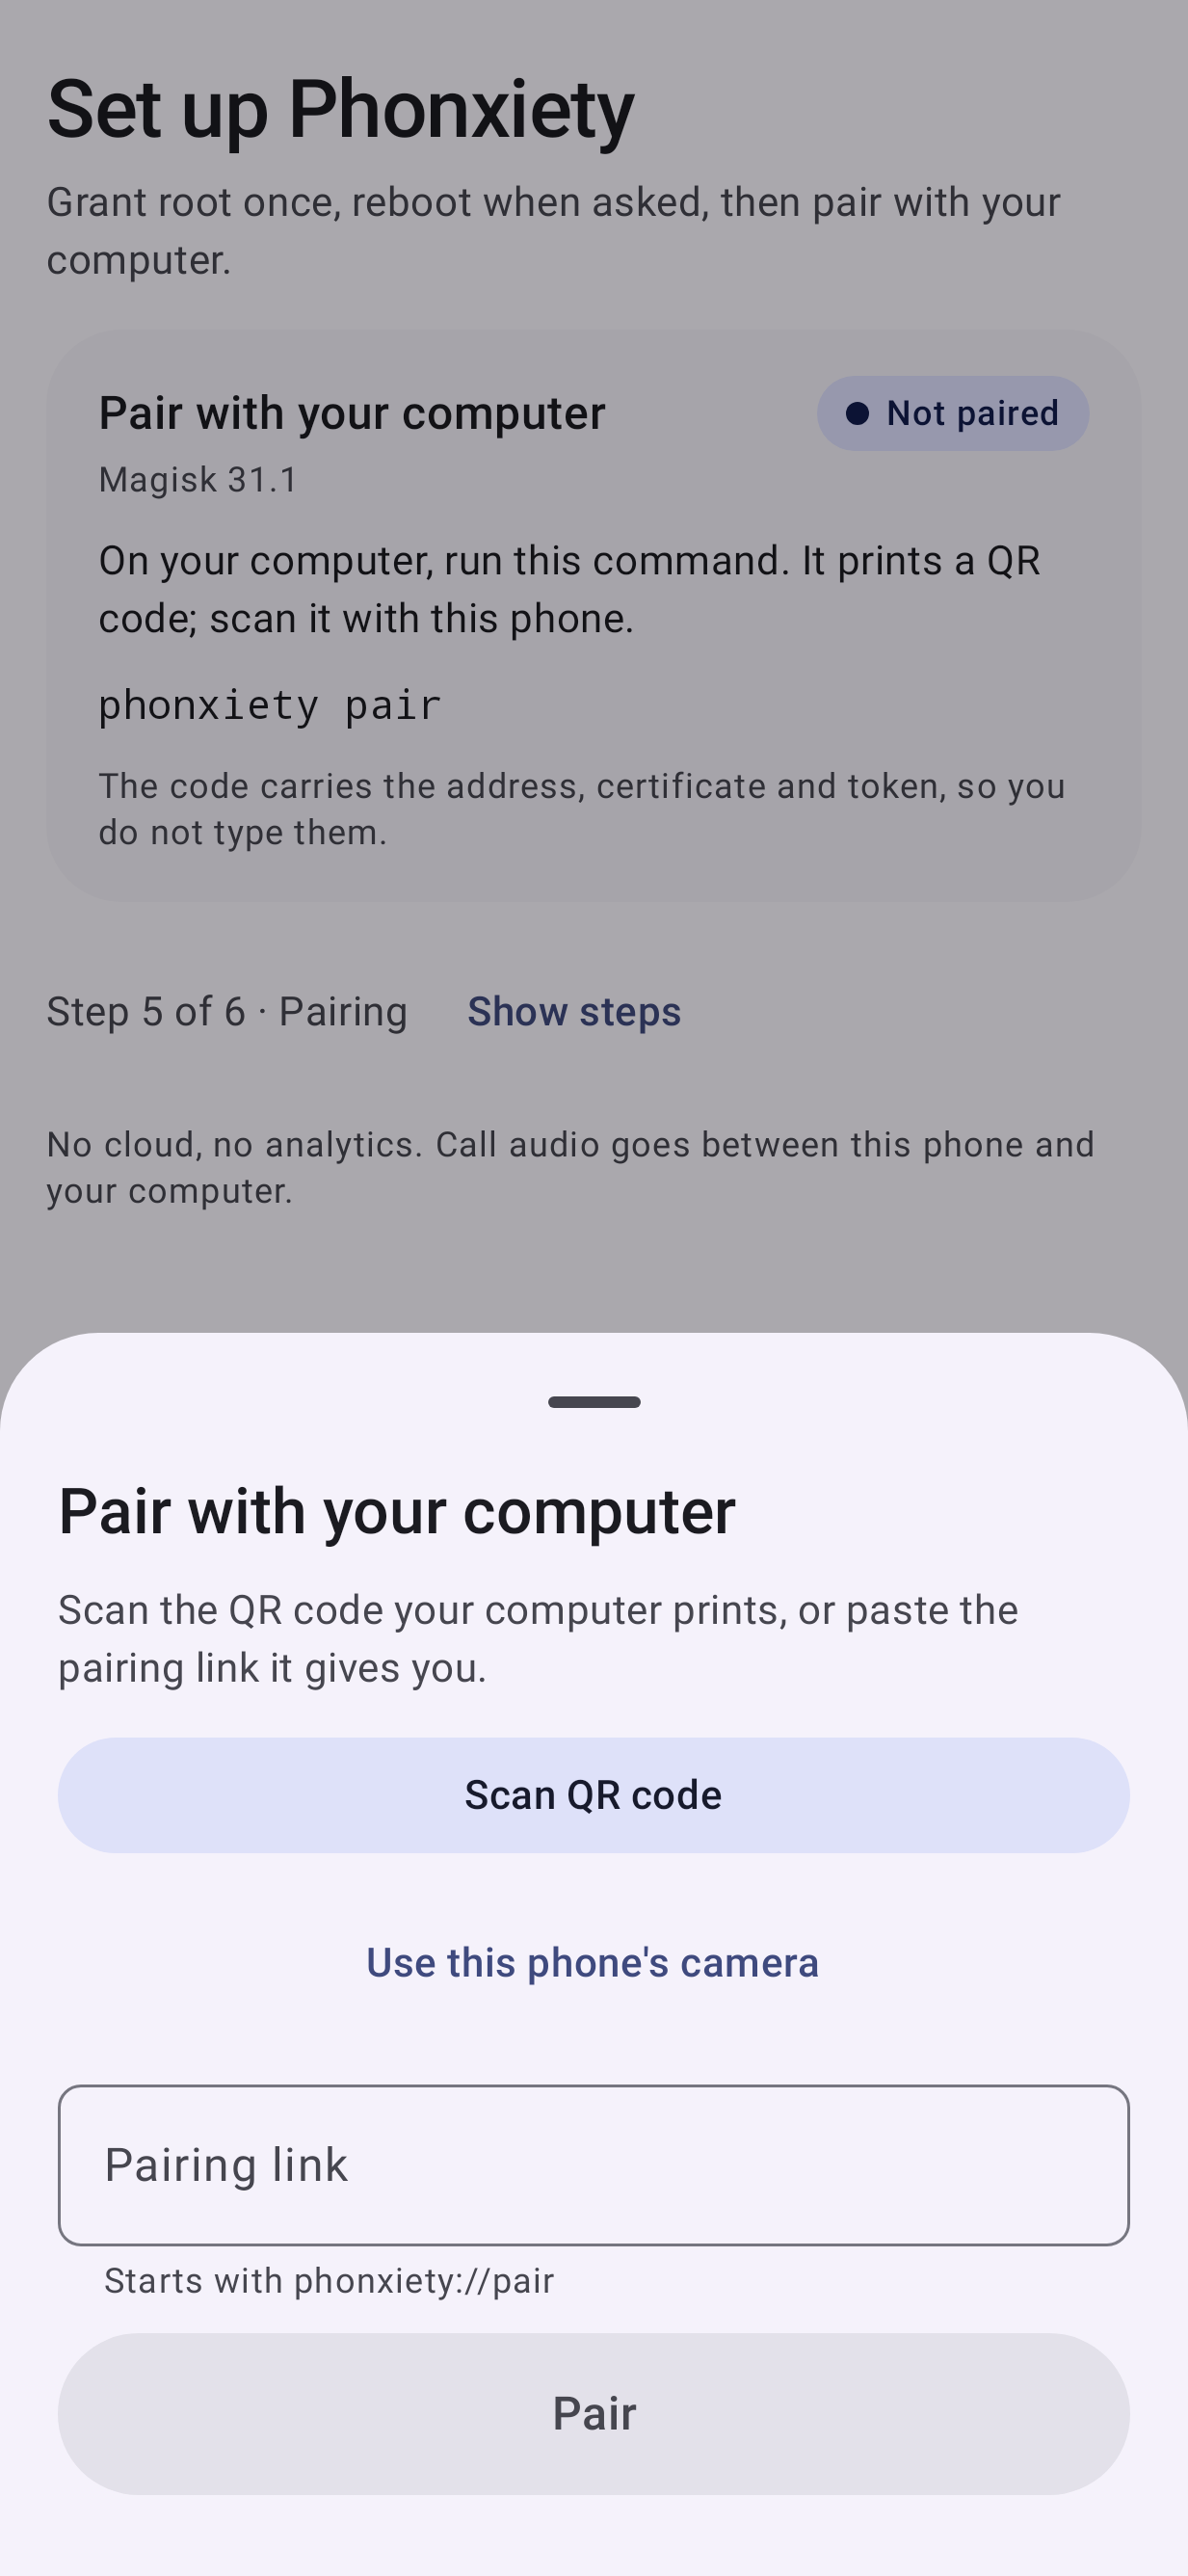 Set up Phonxiety
Grant root once, reboot when asked, then pair with your
computer.
Pair with your computer
Not paired
Magisk 31.1
On your computer, run this command. It prints a QR
code; scan it with this phone.
phonxiety pair
The code carries the address, certificate and token, so you
do not type them.
Step 5 of 6 · Pairing
Show steps
No cloud, no analytics. Call audio goes between this phone and
your computer.
Pair with your computer
Scan the QR code your computer prints, or paste the
pairing link it gives you.
Scan QR code
Use this phone's camera
Pairing link
Starts with phonxiety://pair
Pair